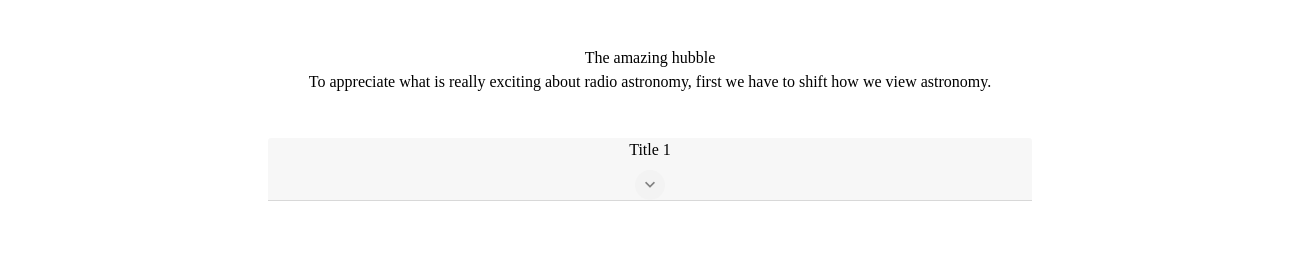 The amazing hubble
To appreciate what is really exciting about radio astronomy, first we have to shift how we view astronomy.
Title 1